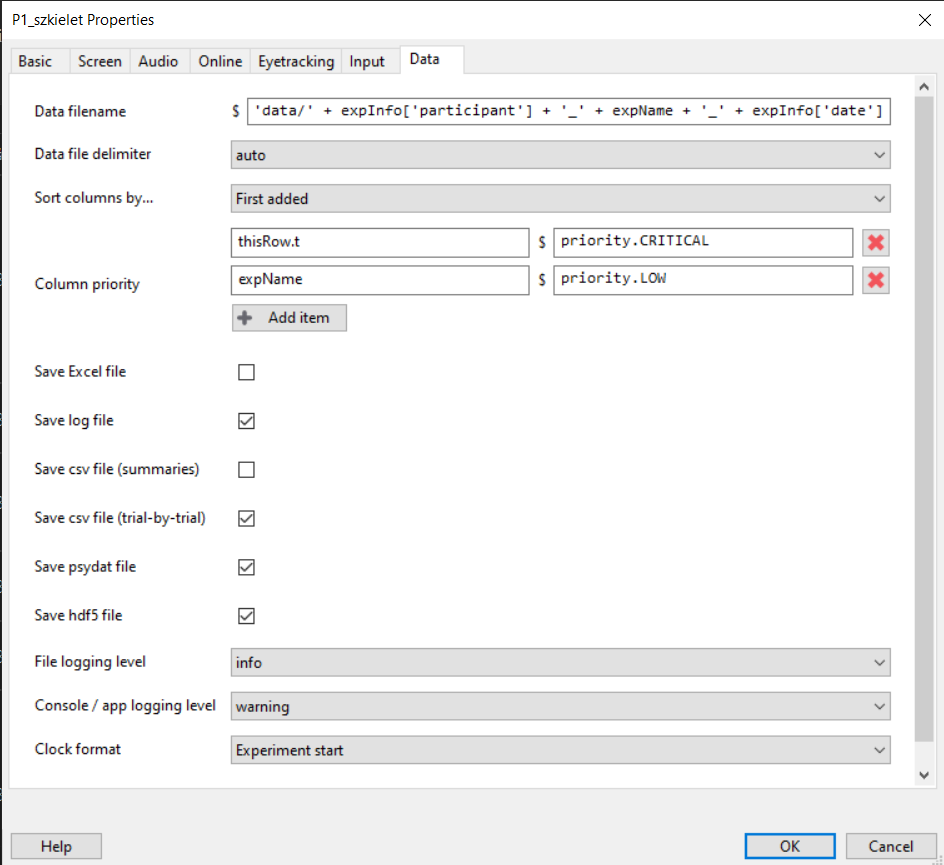 P1_szkielet Properties
Basic Screen Audio Online Eyetracking Input Data
Data filename $ 'data/' + expInfo['participant'] + '_' + expName + '_' + expInfo['date']
Data file delimiter auto
Sort columns by... First added
thisRow.t $ priority.CRITICAL
Column priority
expName $ priority.LOW
Add item
Save Excel file
Save log file
Save csv file (summaries)
Save csv file (trial-by-trial)
Save psydat file
Save hdf5 file
File logging level info
Console / app logging level warning
Clock format Experiment start
Help OK Cancel